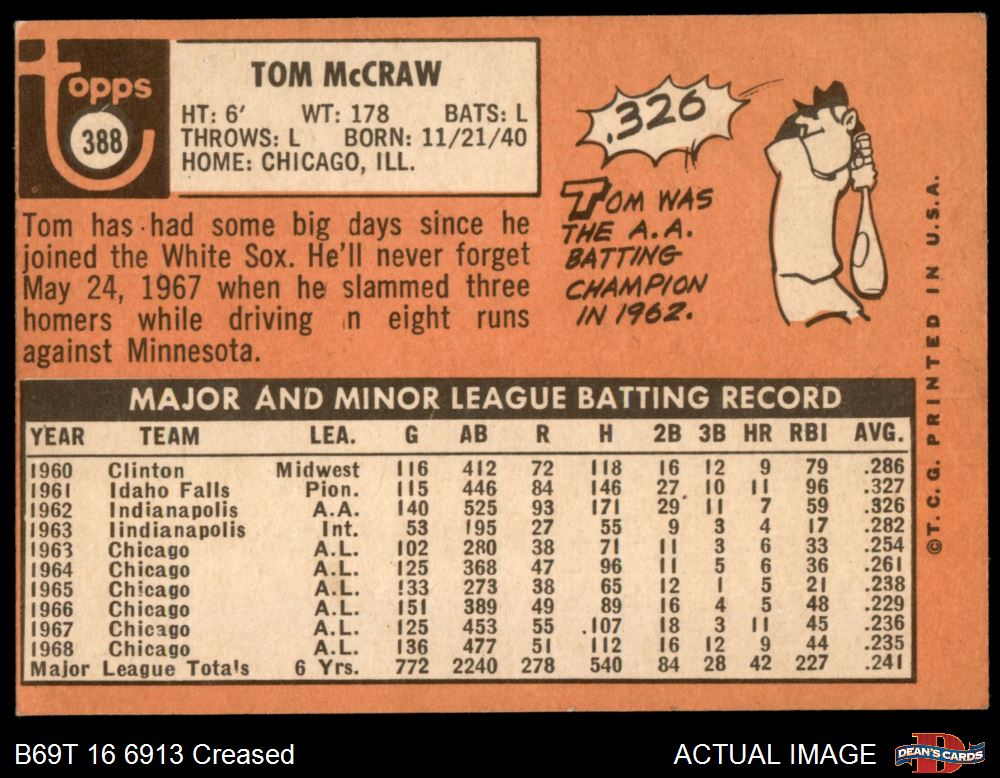 topps
388
TOM McCRAW
HT: 6' WT: 178 BATS: L
THROWS: L BORN: 11/21/40
HOME: CHICAGO, ILL.
Tom has had some big days since he
joined the White Sox. He'll never forget
May 24, 1967 when he slammed three
homers while driving n eight runs
against Minnesota.
.326
TOM WAS
THE A.A.
BATTING
CHAMPION
IN 1962.
©T.C.G. PRINTED IN U.S.A.
MAJOR AND MINOR LEAGUE BATTING RECORD
YEAR TEAM LEA. G AB R H 2B 3B HR RBI AVG.
1960 Clinton Midwest 116 412 72 118 16 12 9 79 .286
1961 Idaho Falls Pion. 115 446 84 146 27 10 11 96 .327
1962 Indianapolis A.A. 140 525 93 171 29 11 7 59 .326
1963 Iindianapolis Int. 53 195 27 55 9 3 4 17 .282
1963 Chicago A.L. 102 280 38 71 11 3 6 33 .254
1964 Chicago A.L. 125 368 47 96 11 5 6 36 .261
1965 Chicago A.L. 133 273 38 65 12 1 5 21 .238
1966 Chicago A.L. 151 389 49 89 16 4 5 48 .229
1967 Chicago A.L. 125 453 55 .107 18 3 11 45 .236
1968 Chicago A.L. 136 477 51 112 16 12 9 44 .235
Major League Totals 6 Yrs. 772 2240 278 540 84 28 42 227 .241
B69T 16 6913 Creased
ACTUAL IMAGE
DEAN'S CARDS